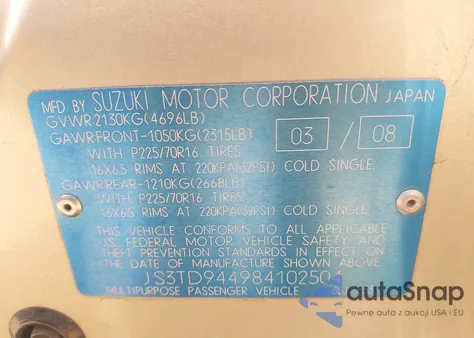 MFD BY SUZUKI MOTOR CORPORATION JAPAN
GVWR 2130KG(4696LB)
GAWR:FRONT-1050KG(2315LB) 03 / 08
WITH P225/70R16 TIRES
16X6.5 RIMS AT 220KPA(32PSI) COLD SINGLE.
GAWR:REAR-1210KG(2668LB)
WITH P225/70R16 TIRES
16X6.5 RIMS AT 220KPA(32PSI) COLD SINGLE.
THIS VEHICLE CONFORMS TO ALL APPLICABLE
U.S. FEDERAL MOTOR VEHICLE SAFETY AND
THEFT PREVENTION STANDARDS IN EFFECT ON
THE DATE OF MANUFACTURE SHOWN ABOVE.
JS3TD944984102504
MULTIPURPOSE PASSENGER VEHICLE
autaSnap
Pewne auta z aukcji USA - EU